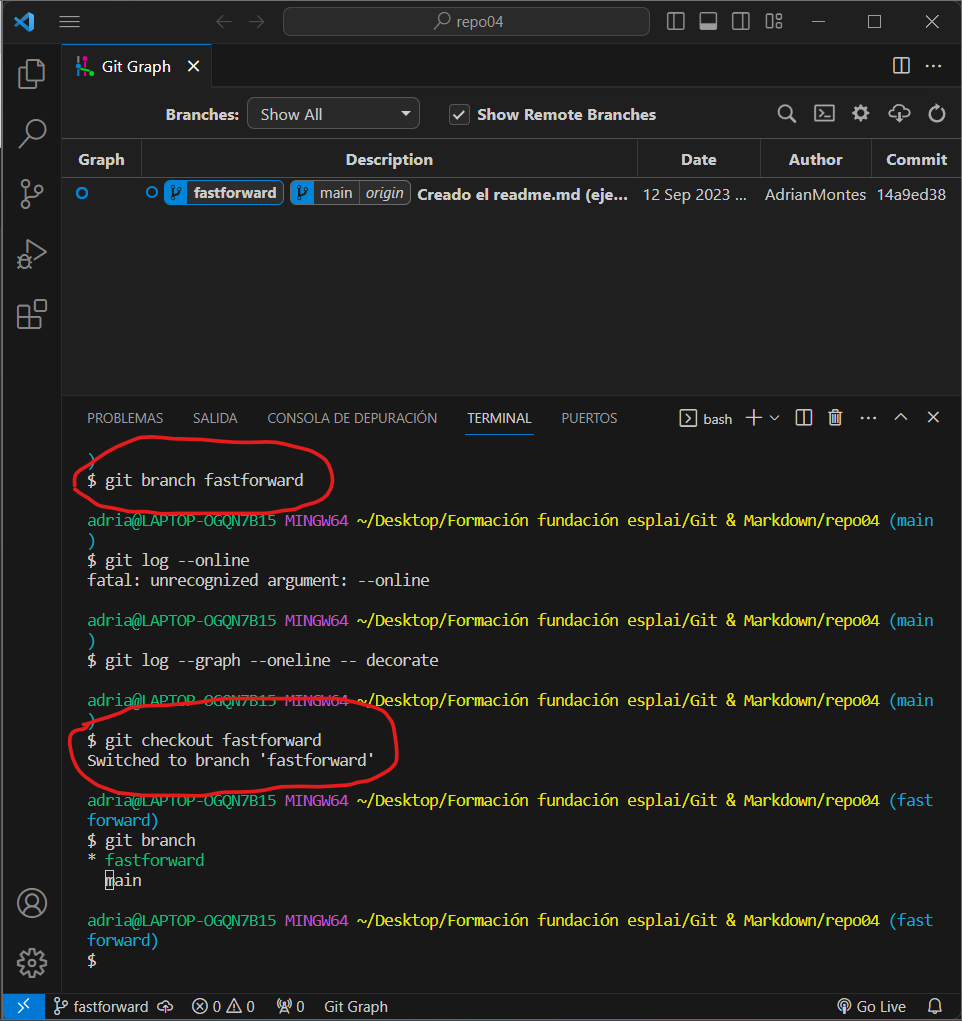 repo04
Git Graph
Branches: Show All Show Remote Branches
Graph Description Date Author Commit
fastforward main origin Creado el readme.md (eje... 12 Sep 2023 ... AdrianMontes 14a9ed38
PROBLEMAS SALIDA CONSOLA DE DEPURACIÓN TERMINAL PUERTOS bash
)
$ git branch fastforward
adria@LAPTOP-OGQN7B15 MINGW64 ~/Desktop/Formación fundación esplai/Git & Markdown/repo04 (main
)
$ git log --online
fatal: unrecognized argument: --online
adria@LAPTOP-OGQN7B15 MINGW64 ~/Desktop/Formación fundación esplai/Git & Markdown/repo04 (main
)
$ git log --graph --oneline -- decorate
adria@LAPTOP-OGQN7B15 MINGW64 ~/Desktop/Formación fundación esplai/Git & Markdown/repo04 (main
)
$ git checkout fastforward
Switched to branch 'fastforward'
adria@LAPTOP-OGQN7B15 MINGW64 ~/Desktop/Formación fundación esplai/Git & Markdown/repo04 (fast
forward)
$ git branch
* fastforward
main
adria@LAPTOP-OGQN7B15 MINGW64 ~/Desktop/Formación fundación esplai/Git & Markdown/repo04 (fast
forward)
$
fastforward 0 0 0 Git Graph Go Live